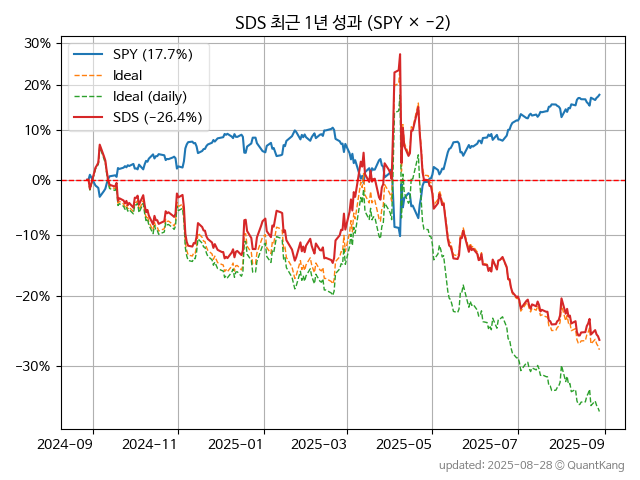 SDS 최근 1년 성과 (SPY × −2)
30%
20%
10%
0%
−10%
−20%
−30%
SPY (17.7%)
Ideal
Ideal (daily)
SDS (−26.4%)
2024-09
2024-11
2025-01
2025-03
2025-05
2025-07
2025-09
updated: 2025-08-28 © QuantKang